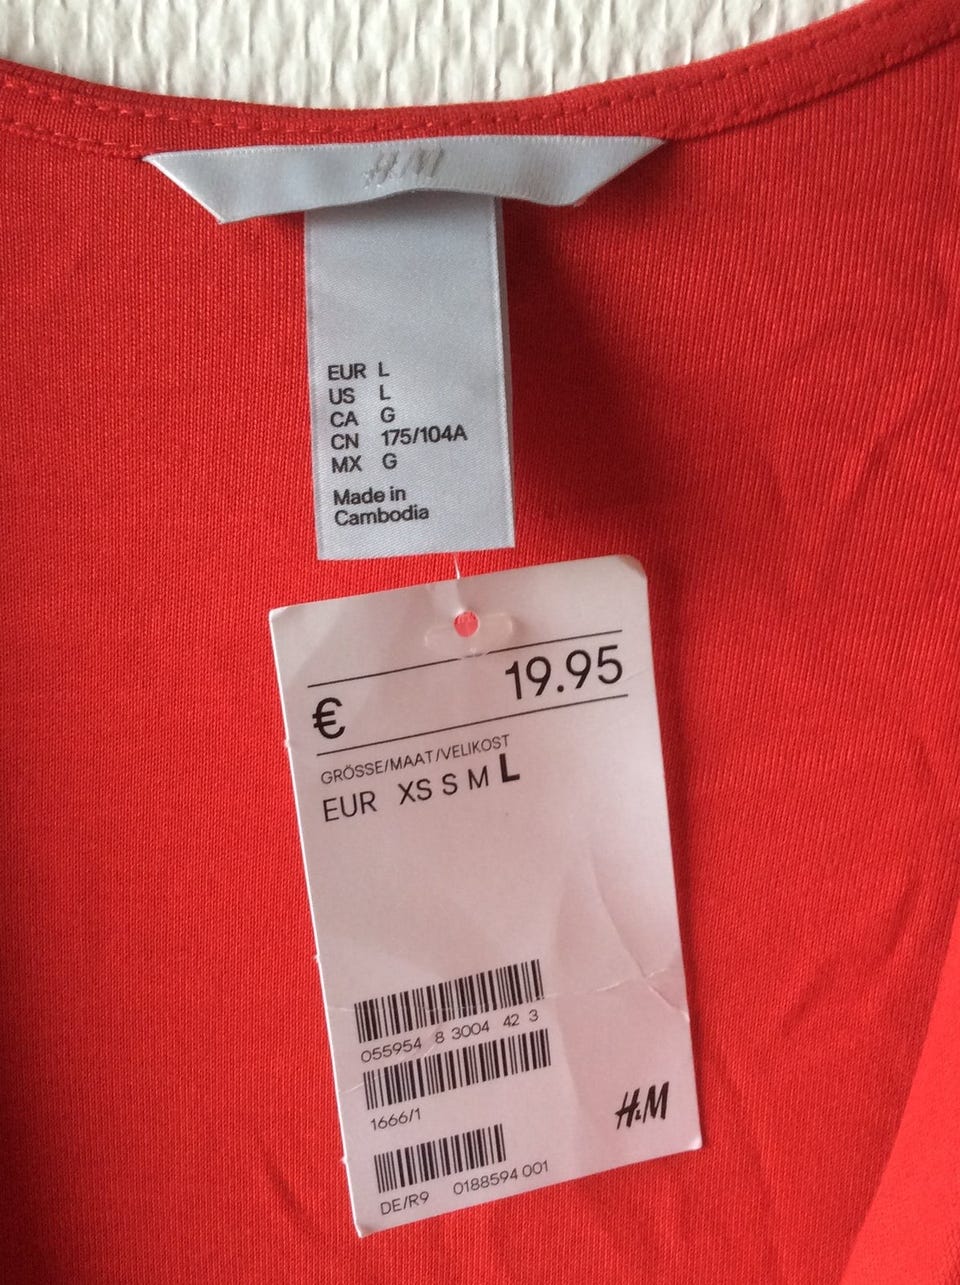 H&M
EUR L
US L
CA G
CN 175/104A
MX G
Made in
Cambodia
€ 19.95
GRÖSSE/MAAT/VELIKOST
EUR XS S M L
055954 8 3004 42 3
1666/1
H&M
DE/R9 0188594 001